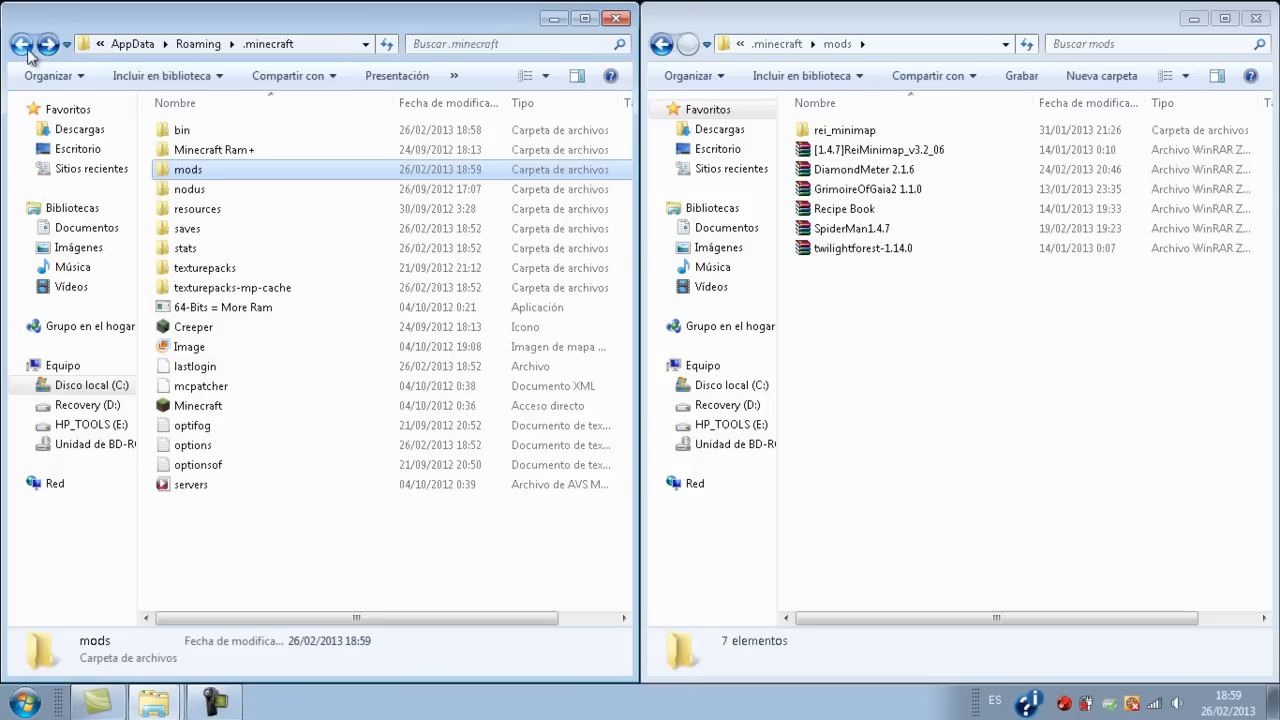 « AppData Roaming .minecraft
Buscar .minecraft
Organizar Incluir en biblioteca Compartir con Presentación »
Nombre Fecha de modifica... Tipo
Favoritos
Descargas
Escritorio
Sitios recientes
Bibliotecas
Documentos
Imágenes
Música
Vídeos
Grupo en el hogar
Equipo
Disco local (C:)
Recovery (D:)
HP_TOOLS (E:)
Unidad de BD-RO
Red
bin 26/02/2013 18:58 Carpeta de archivos
Minecraft Ram+ 24/09/2012 18:13 Carpeta de archivos
mods 26/02/2013 18:59 Carpeta de archivos
nodus 26/09/2012 17:07 Carpeta de archivos
resources 30/09/2012 3:28 Carpeta de archivos
saves 26/02/2013 18:52 Carpeta de archivos
stats 26/02/2013 18:52 Carpeta de archivos
texturepacks 21/09/2012 21:12 Carpeta de archivos
texturepacks-mp-cache 26/02/2013 18:52 Carpeta de archivos
64-Bits = More Ram 04/10/2012 0:21 Aplicación
Creeper 24/09/2012 18:13 Icono
Image 04/10/2012 19:08 Imagen de mapa ...
lastlogin 26/02/2013 18:52 Archivo
mcpatcher 04/10/2012 0:38 Documento XML
Minecraft 04/10/2012 0:36 Acceso directo
optifog 21/09/2012 20:52 Documento de tex...
options 26/02/2013 18:52 Documento de tex...
optionsof 21/09/2012 20:50 Documento de tex...
servers 04/10/2012 0:39 Archivo de AVS M...
mods Fecha de modifica... 26/02/2013 18:59
Carpeta de archivos
« .minecraft mods
Buscar mods
Organizar Incluir en biblioteca Compartir con Grabar Nueva carpeta
Nombre Fecha de modifica... Tipo
Favoritos
Descargas
Escritorio
Sitios recientes
Bibliotecas
Documentos
Imágenes
Música
Vídeos
Grupo en el hogar
Equipo
Disco local (C:)
Recovery (D:)
HP_TOOLS (E:)
Unidad de BD-RO
Red
rei_minimap 31/01/2013 21:26 Carpeta de archivos
[1.4.7]ReiMinimap_v3.2_06 14/01/2013 0:10 Archivo WinRAR Z...
DiamondMeter 2.1.6 24/02/2013 20:46 Archivo WinRAR Z...
GrimoireOfGaia2 1.1.0 13/01/2013 23:35 Archivo WinRAR Z...
Recipe Book 14/01/2013 19:33 Archivo WinRAR Z...
SpiderMan1.4.7 19/02/2013 19:23 Archivo WinRAR Z...
twilightforest-1.14.0 14/01/2013 0:07 Archivo WinRAR Z...
7 elementos
ES
18:59
26/02/2013